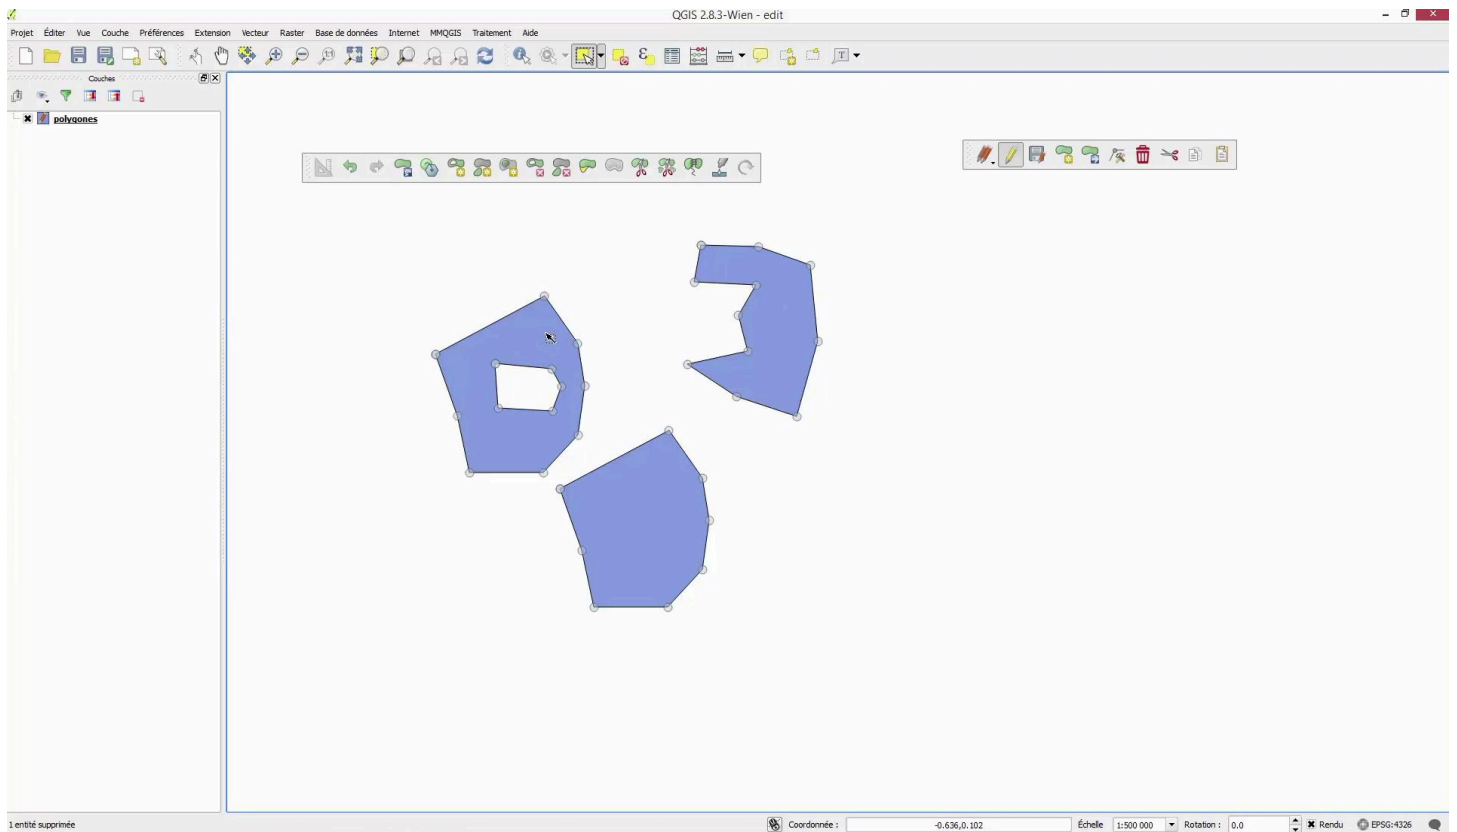 QGIS 2.8.3-Wien - edit
Projet Éditer Vue Couche Préférences Extension Vecteur Raster Base de données Internet MMQGIS Traitement Aide
Couches
polygones
1 entité supprimée Coordonnée : -0.636,0.102 Échelle 1:500 000 Rotation : 0.0 Rendu EPSG:4326